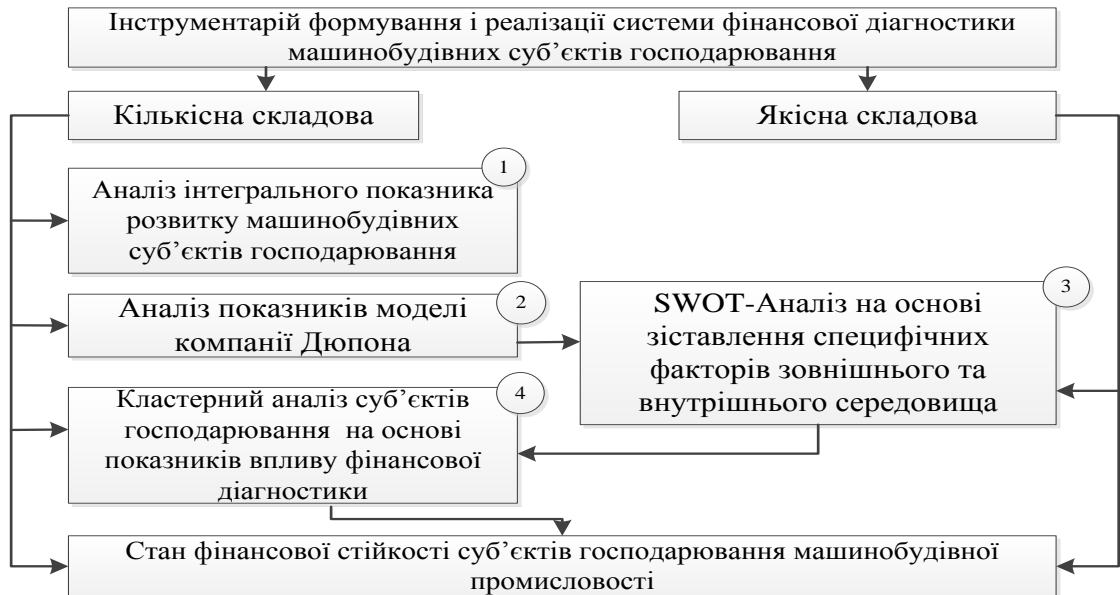 Інструментарій формування і реалізації системи фінансової діагностики
машинобудівних суб’єктів господарювання
Кількісна складова
Якісна складова
1
Аналіз інтегрального показника
розвитку машинобудівних
суб’єктів господарювання
2
Аналіз показників моделі
компанії Дюпона
3
SWOT-Аналіз на основі
зіставлення специфічних
факторів зовнішнього та
внутрішнього середовища
4
Кластерний аналіз суб’єктів
господарювання на основі
показників впливу фінансової
діагностики
Стан фінансової стійкості суб’єктів господарювання машинобудівної
промисловості